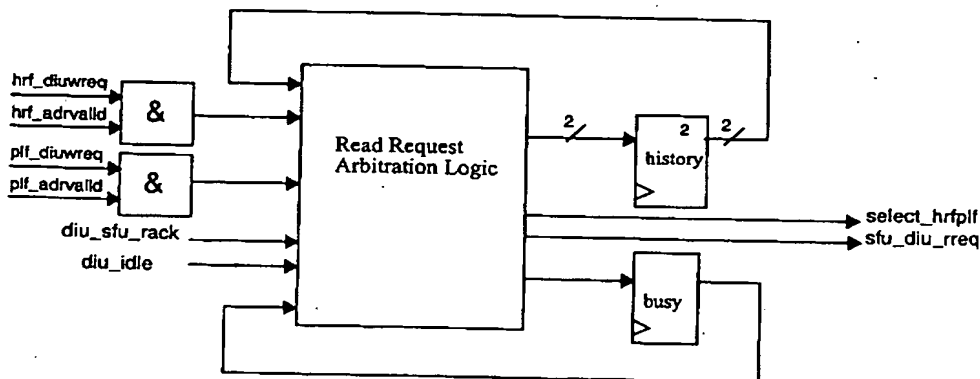 hrf_diuwreq
hrf_adrvalid
&
plf_diuwreq
plf_adrvalid
&
diu_sfu_rack
diu_idle
Read Request
Arbitration Logic
2
2
2
history
select_hrfplf
sfu_diu_rreq
busy